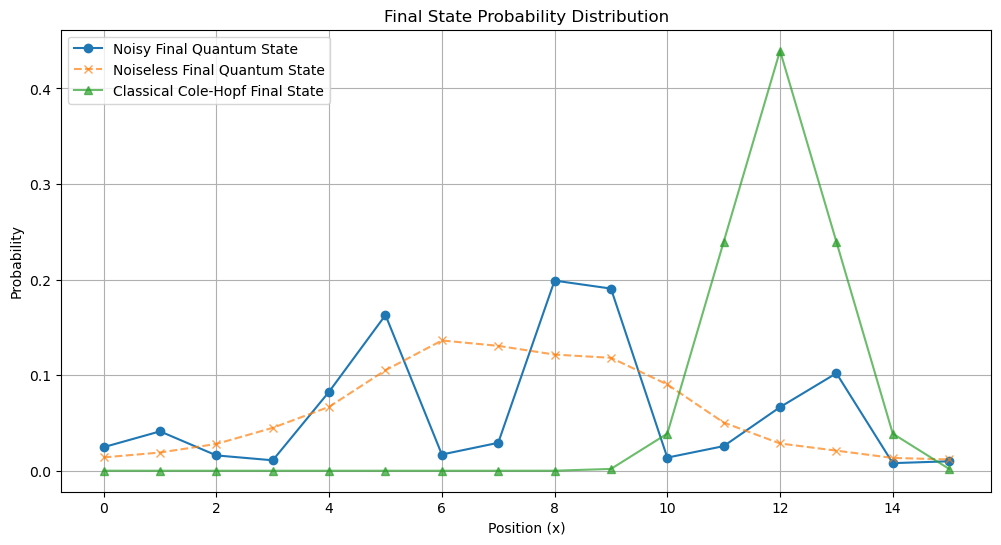 Final State Probability Distribution
Noisy Final Quantum State
Noiseless Final Quantum State
Classical Cole-Hopf Final State
Probability
0.4
0.3
0.2
0.1
0.0
0 2 4 6 8 10 12 14
Position (x)